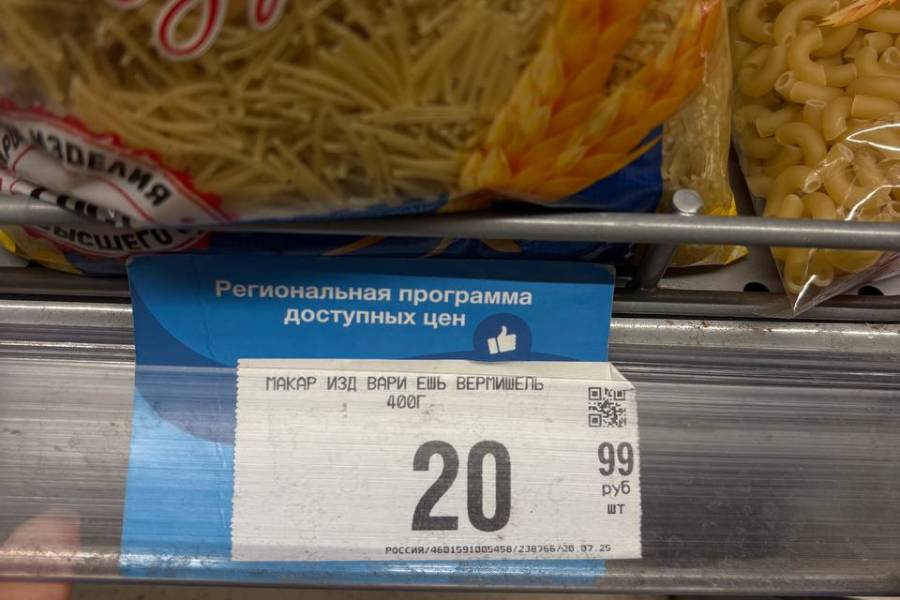 ИЗДЕЛИЯ
ГОСТ
ВЫСШЕГО
Региональная программа
доступных цен
МАКАР ИЗД ВАРИ ЕШЬ ВЕРМИШЕЛЬ
400Г
20
99
руб
шт
РОССИЯ/4601591005458/238766/20.07.25